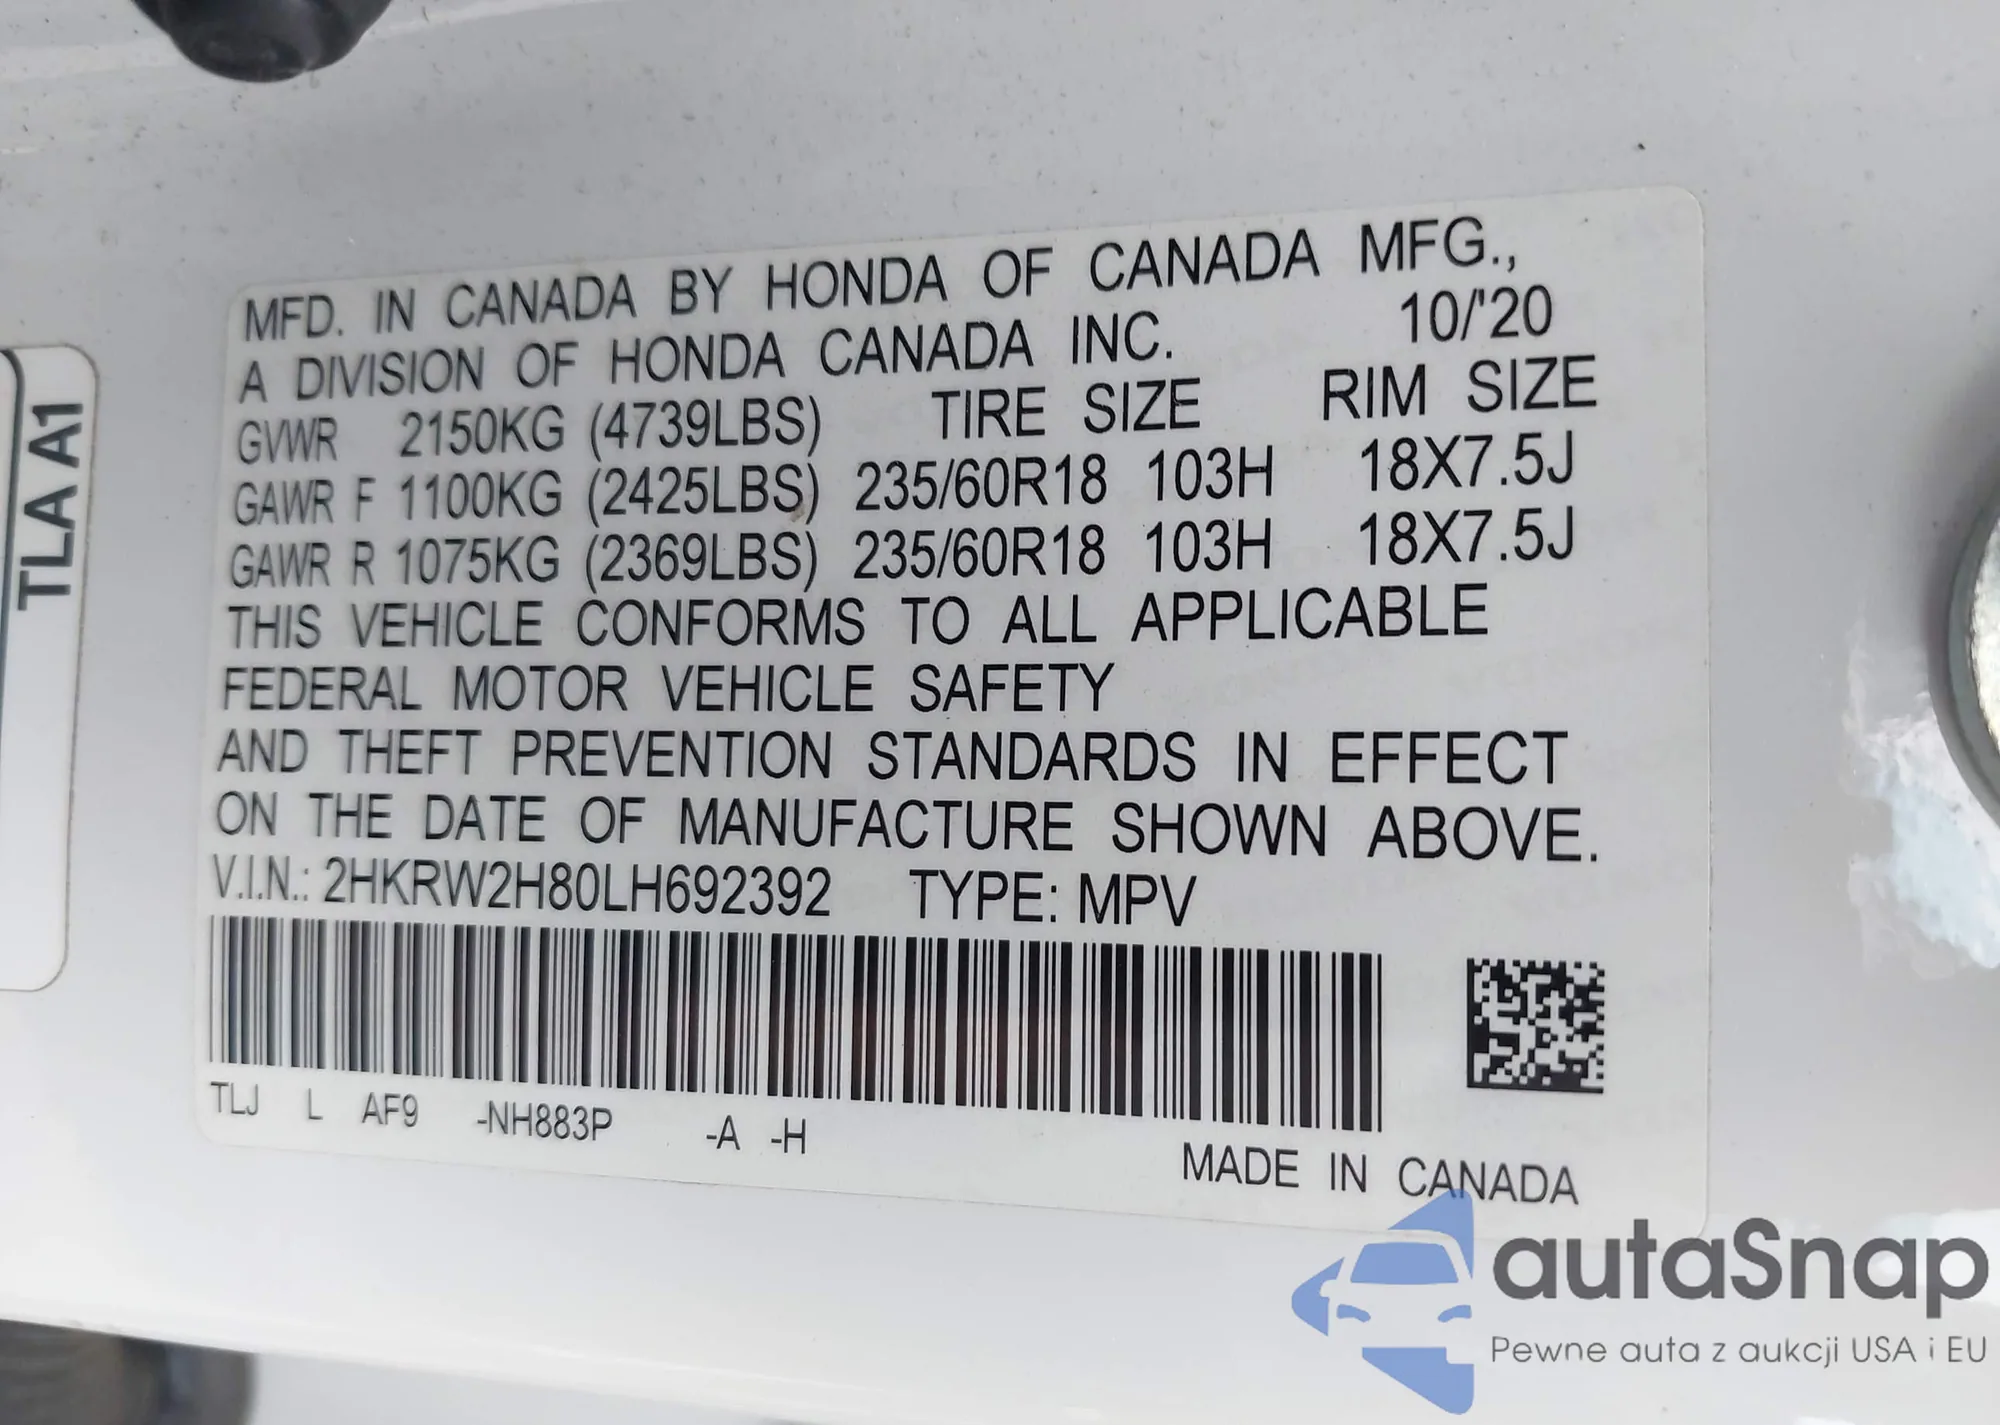 MFD. IN CANADA BY HONDA OF CANADA MFG.,
A DIVISION OF HONDA CANADA INC. 10/'20
GVWR 2150KG (4739LBS) TIRE SIZE RIM SIZE
GAWR F 1100KG (2425LBS) 235/60R18 103H 18X7.5J
GAWR R 1075KG (2369LBS) 235/60R18 103H 18X7.5J
THIS VEHICLE CONFORMS TO ALL APPLICABLE
FEDERAL MOTOR VEHICLE SAFETY
AND THEFT PREVENTION STANDARDS IN EFFECT
ON THE DATE OF MANUFACTURE SHOWN ABOVE.
V.I.N.: 2HKRW2H80LH692392 TYPE: MPV
TLJ L AF9 -NH883P -A -H
MADE IN CANADA
TLA A1
autaSnap
Pewne auta z aukcji USA i EU